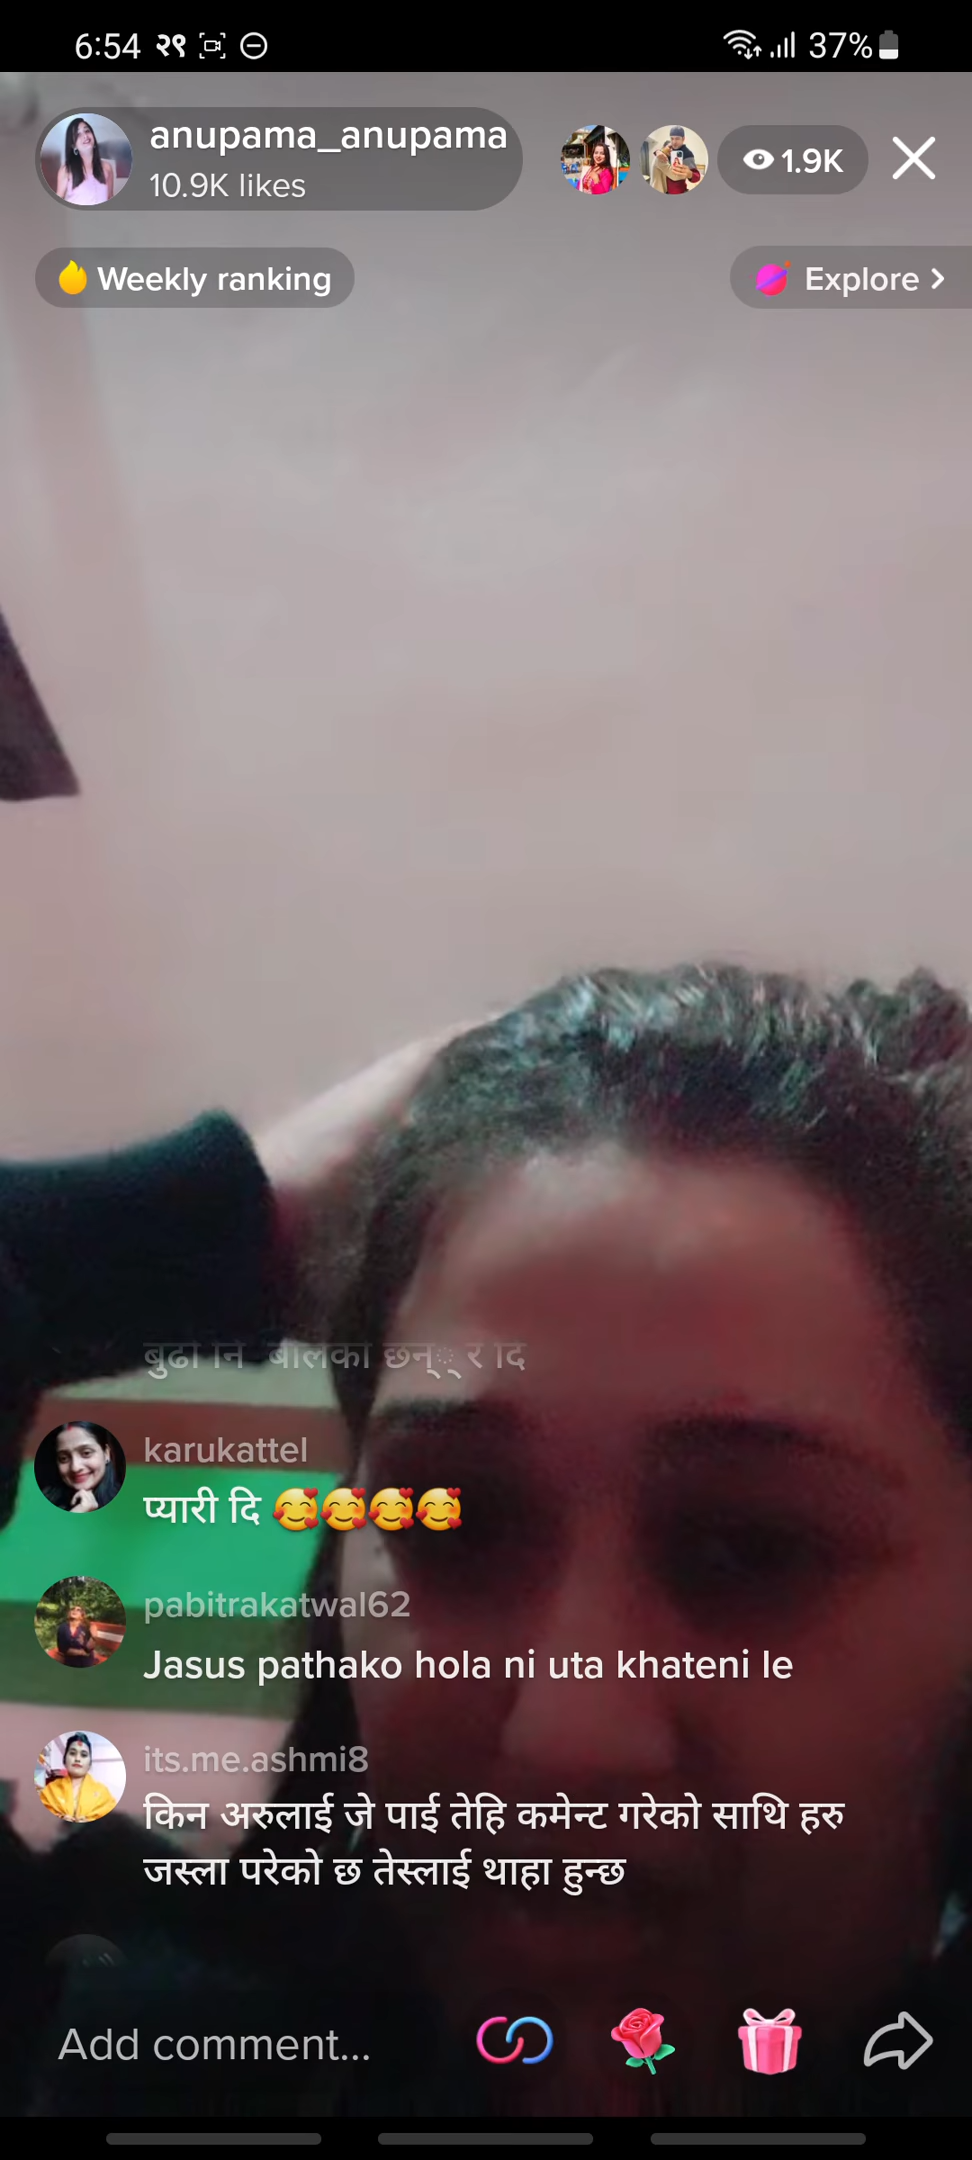 6:54 २९ 37%
anupama_anupama
10.9K likes
1.9K
Weekly ranking
Explore
छन् र दि
karukattel
प्यारी दि 🥰🥰🥰🥰
pabitrakatwal62
Jasus pathako hola ni uta khateni le
its.me.ashmi8
किन अरुलाई जे पाई तेहि कमेन्ट गरेको साथि हरु
जस्ला परेको छ तेस्लाई थाहा हुन्छ
Add comment...